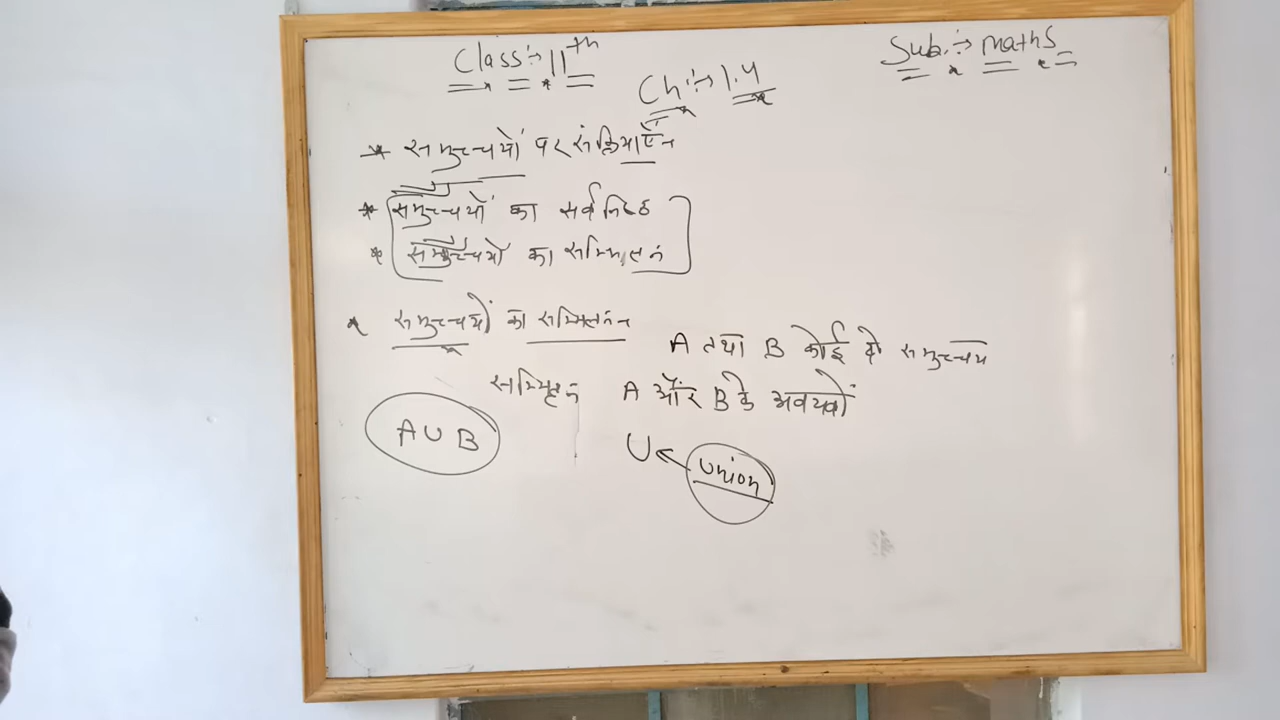 Class:- 11th
Sub.:- maths
Ch:- 1.4
* समुच्चयों पर संक्रियाएँन
* समुच्चयों का सर्वनिष्ठ
* समुच्चयों का सम्मिलन
* समुच्चयों का सम्मिलन
A तथा B कोई दो समुच्चय
सम्मिलन A और B के अवयवों
A U B
U ← union